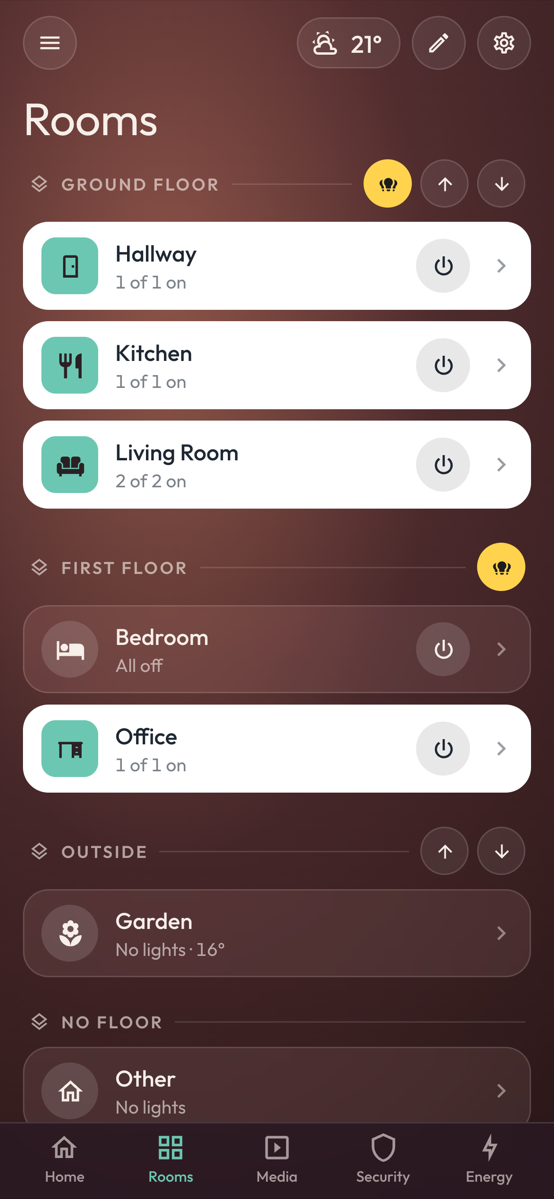 21°
Rooms
GROUND FLOOR
Hallway
1 of 1 on
Kitchen
1 of 1 on
Living Room
2 of 2 on
FIRST FLOOR
Bedroom
All off
Office
1 of 1 on
OUTSIDE
Garden
No lights · 16°
NO FLOOR
Other
No lights
Home Rooms Media Security Energy